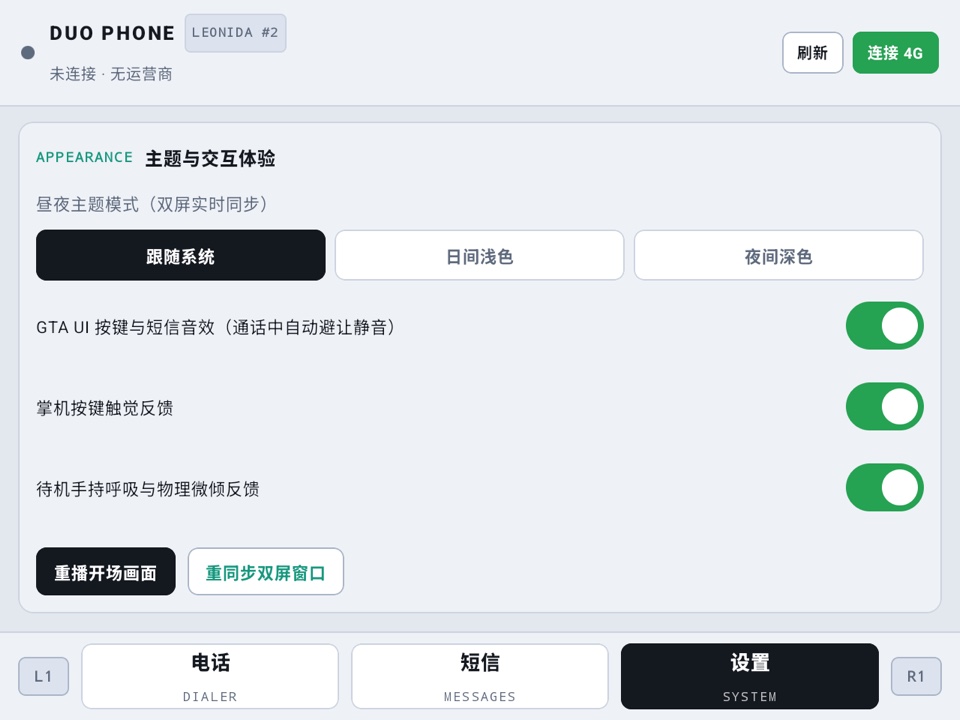 DUO PHONE LEONIDA #2
未连接 · 无运营商
刷新
连接 4G
APPEARANCE 主题与交互体验
昼夜主题模式（双屏实时同步）
跟随系统
日间浅色
夜间深色
GTA UI 按键与短信音效（通话中自动避让静音）
掌机按键触觉反馈
待机手持呼吸与物理微倾反馈
重播开场画面
重同步双屏窗口
L1
电话
DIALER
短信
MESSAGES
设置
SYSTEM
R1